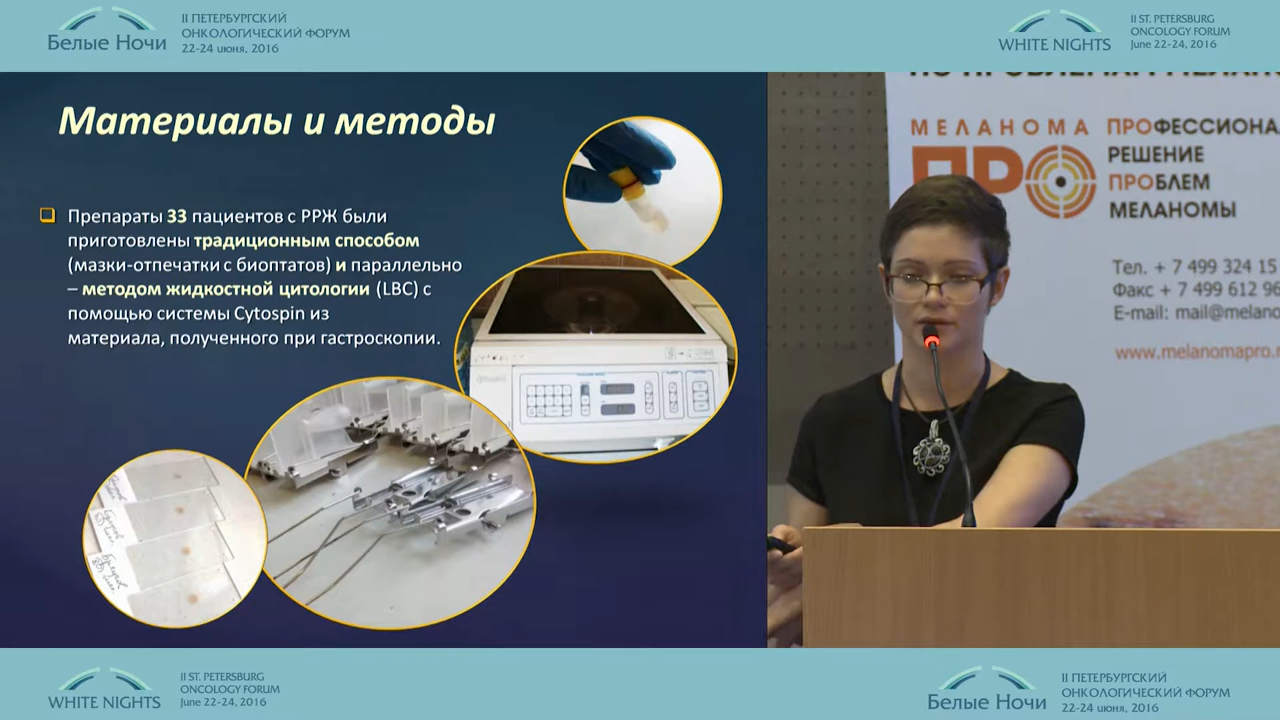 Белые Ночи
II ПЕТЕРБУРГСКИЙ
ОНКОЛОГИЧЕСКИЙ ФОРУМ
22-24 июня, 2016
WHITE NIGHTS
II ST. PETERSBURG
ONCOLOGY FORUM
June 22-24, 2016
Материалы и методы
Препараты 33 пациентов с РРЖ были
приготовлены традиционным способом
(мазки-отпечатки с биоптатов) и параллельно
– методом жидкостной цитологии (LBC) с
помощью системы Cytospin из
материала, полученного при гастроскопии.
МЕЛАНОМА
ПРО
ПРОФЕССИОНА
РЕШЕНИЕ
ПРОБЛЕМ
МЕЛАНОМЫ
Тел. + 7 499 324 15
Факс + 7 499 612 96
E-mail: mail@melano
www.melanomapro.r
WHITE NIGHTS
II ST. PETERSBURG
ONCOLOGY FORUM
June 22-24, 2016
Белые Ночи
II ПЕТЕРБУРГСКИЙ
ОНКОЛОГИЧЕСКИЙ ФОРУМ
22-24 июня, 2016